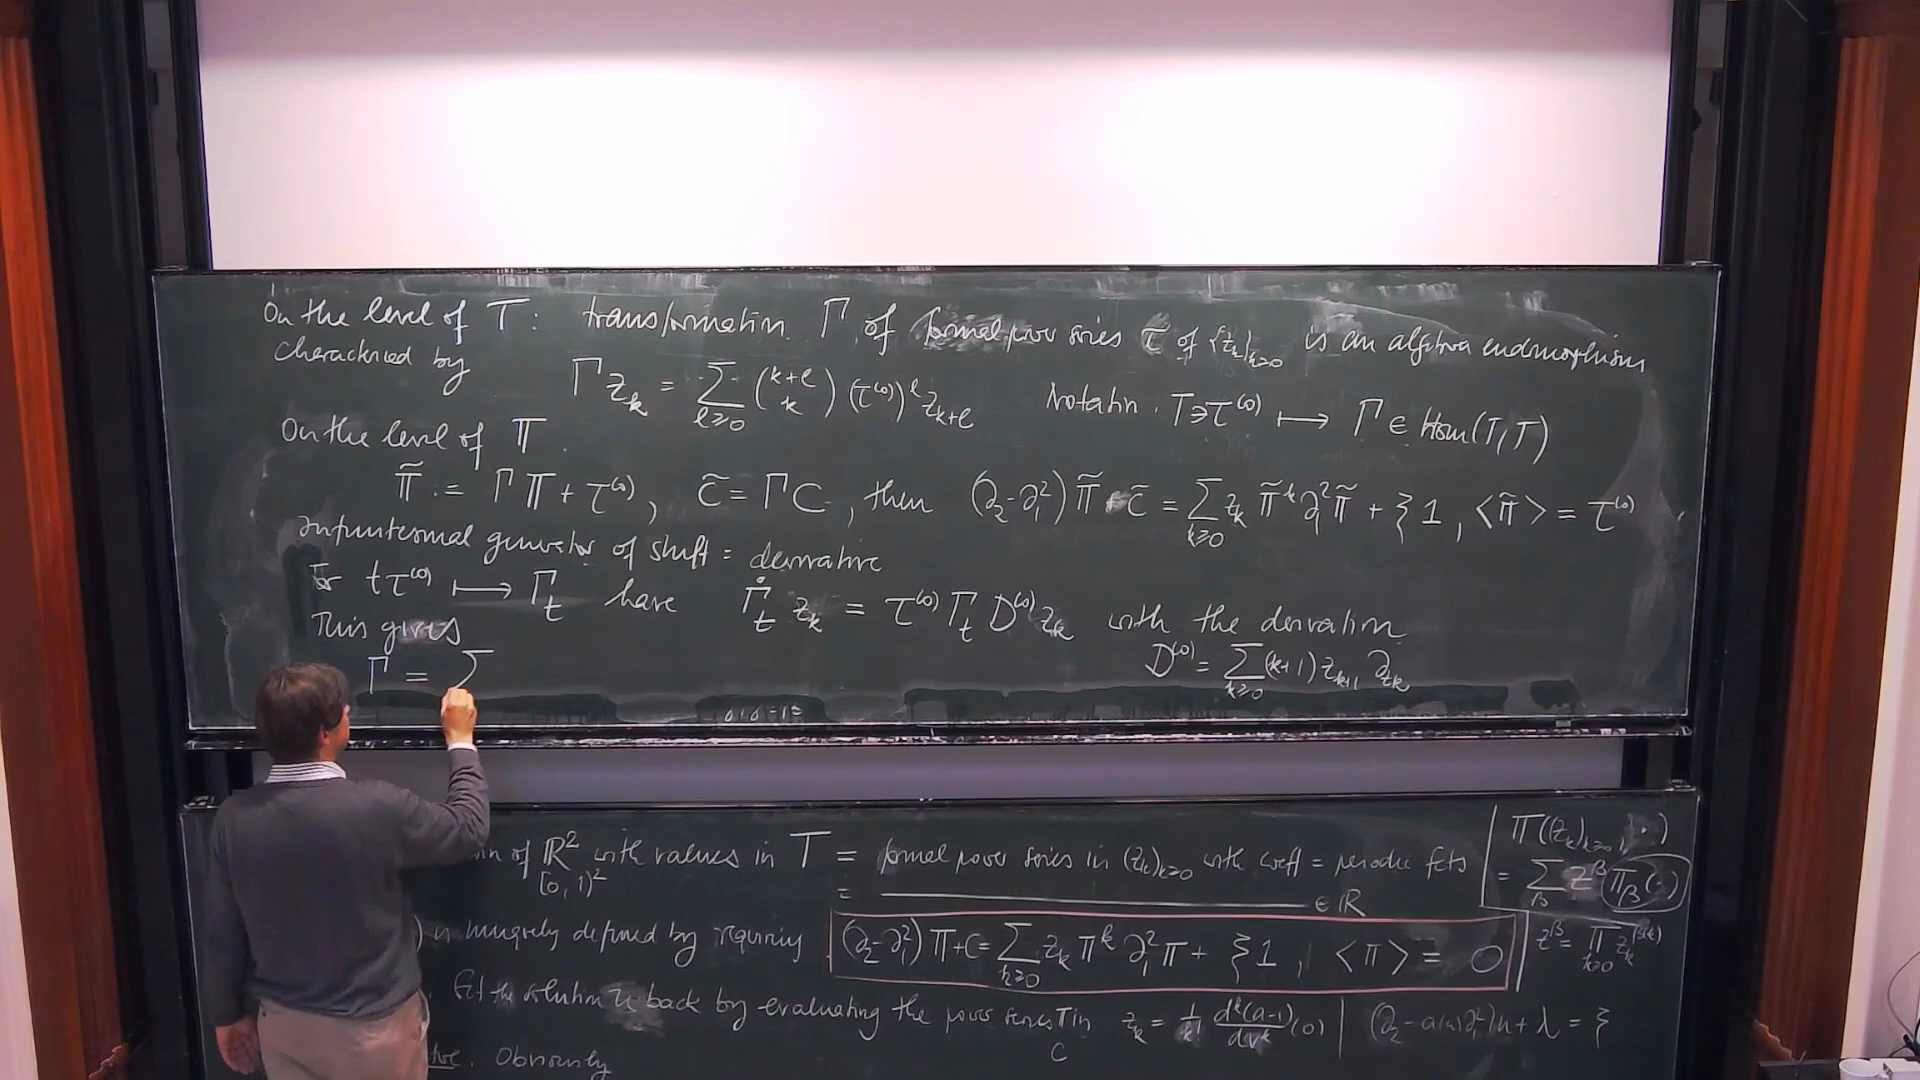 On the level of T: transformation Γ of formal power series τ of {z_k}_{k≥0} is an algebra endomorphism
characterized by
Γ z_k = Σ_{ℓ≥0} (k+ℓ choose k) (τ^{(0)})^ℓ z_{k+ℓ} Notation. T∋τ^{(0)} ⟼ Γ ∈ Hom(T,T)
On the level of Π.
Π̃ := ΓΠ + τ^{(0)}, c̃ = Γc, then (∂_2-∂_1^2) Π̃ + c̃ = Σ_{k≥0} z_k Π̃^k ∂_1^2 Π̃ + ξ1, <Π̃> = τ^{(0)}
Infinitesimal generator of shift = derivative
For tτ^{(0)} ⟼ Γ_t have Γ̇_t z_k = τ^{(0)} Γ_t D^{(0)} z_k with the derivation
This gives D^{(0)} = Σ_{k≥0} (k+1) z_{k+1} ∂_{z_k}
Γ = Σ
of ℝ^2 with values in T = formal power series in (z_k)_{k≥0} with coeff = periodic fcts
[0,1)^2 = ∈ ℝ
Π((z_k)_{k≥0}, ·)
= Σ_β z^β Π_β(·)
is uniquely defined by requiring (∂_2-∂_1^2) Π+c = Σ_{k≥0} z_k Π^k ∂_1^2 Π + ξ1, <Π> = 0
z^β = Π_{k≥0} z_k^{β(k)}
Get the solution u back by evaluating the power series Π in z_k = 1/k! d^k(a-1)/dv^k (0) | (∂_2-a(u)∂_1^2)u + λ = ξ
c
Obviously